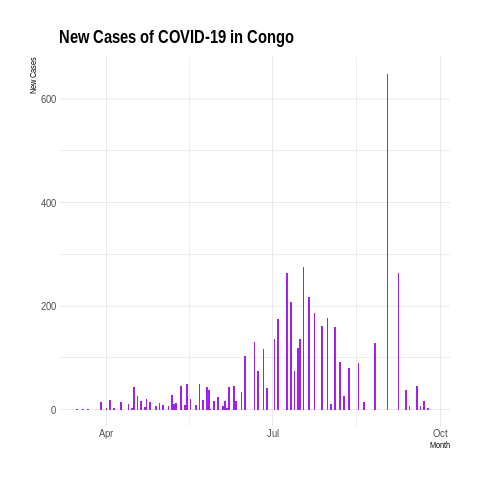 New Cases of COVID-19 in Congo
New Cases
600
400
200
0
Apr
Jul
Oct
Month